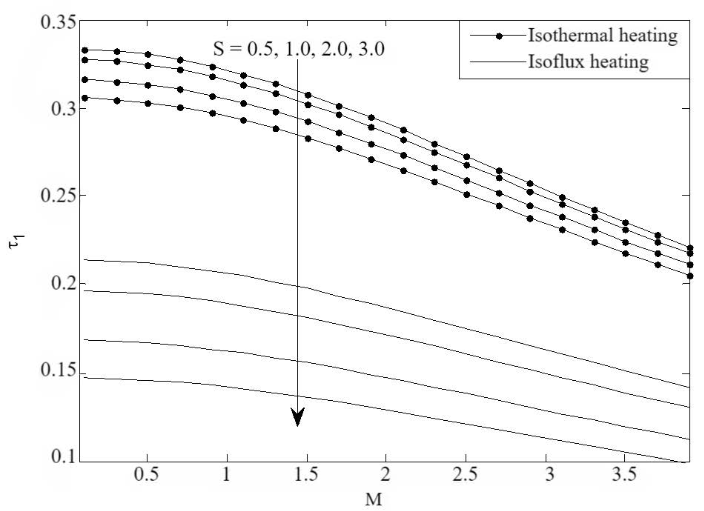 0.35
S = 0.5, 1.0, 2.0, 3.0
Isothermal heating
Isoflux heating
0.3
0.25
τ1
0.2
0.15
0.1
0.5 1 1.5 2 2.5 3 3.5
M